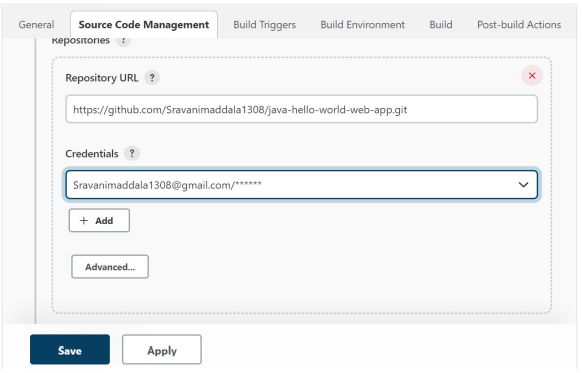 General Source Code Management Build Triggers Build Environment Build Post-build Actions
Repositories ?
Repository URL ?
https://github.com/Sravanimaddala1308/java-hello-world-web-app.git
Credentials ?
Sravanimaddala1308@gmail.com/******
+ Add
Advanced...
Save Apply